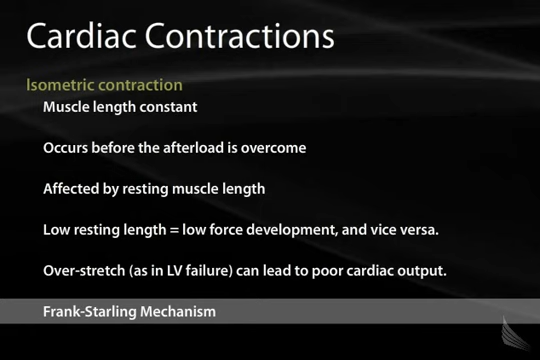 Cardiac Contractions
Isometric contraction
Muscle length constant
Occurs before the afterload is overcome
Affected by resting muscle length
Low resting length = low force development, and vice versa.
Over-stretch (as in LV failure) can lead to poor cardiac output.
Frank-Starling Mechanism